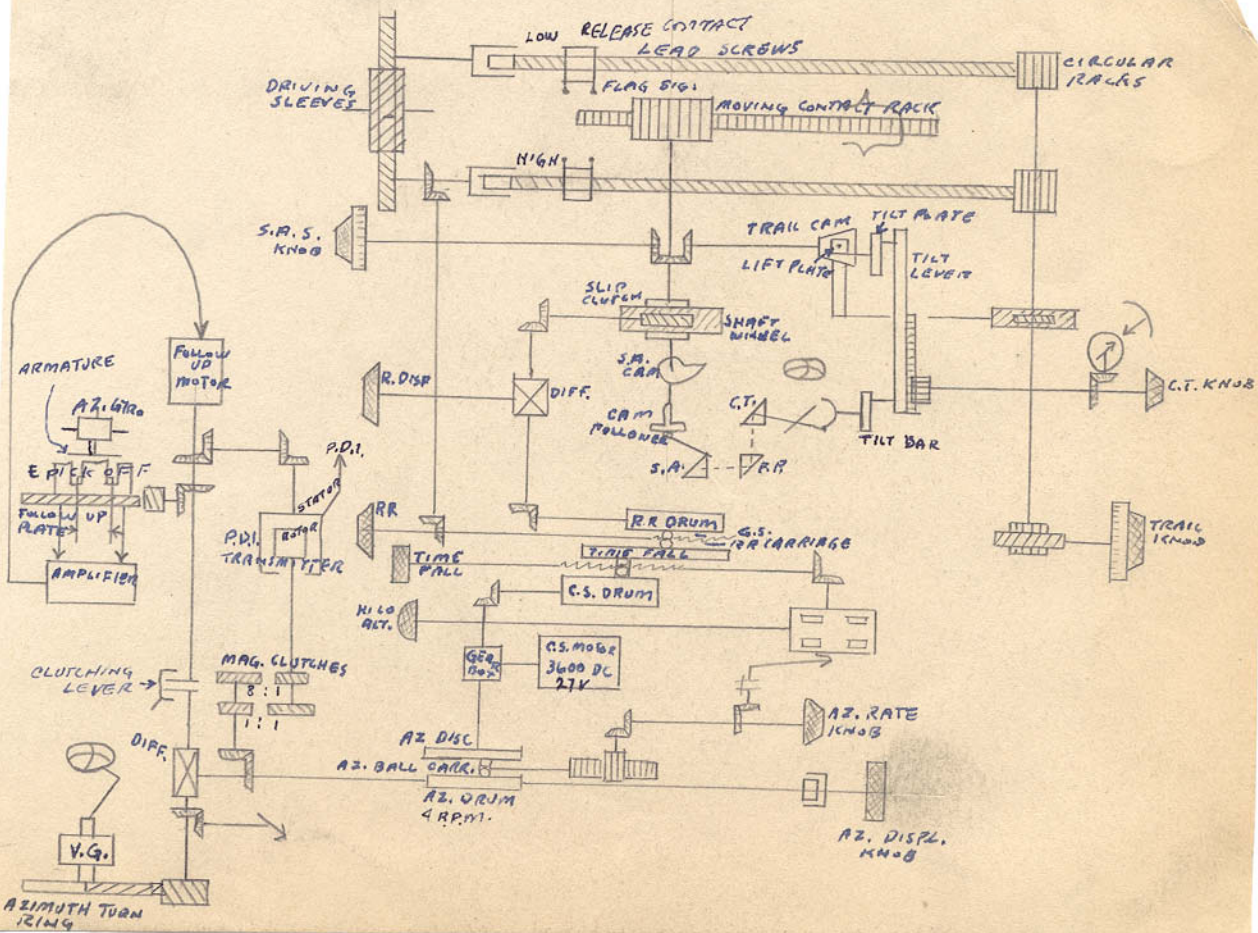 LOW RELEASE CONTACT
LEAD SCREWS
CIRCULAR
RACKS
DRIVING
SLEEVES
FLAG SIG.
MOVING CONTACT RACK
HIGH
S.A.S.
KNOB
TRAIL CAM
TILT PLATE
LIFT PLATE
TILT
LEVER
SLIP
CLUTCH
SHAFT
WHEEL
FOLLOW
UP
MOTOR
ARMATURE
R. DISP
S.A.
CAM
DIFF.
C.T.
C.T. KNOB
AZ. GYRO
CAM
FOLLOWER
TILT BAR
E PICK OFF
P.D.I.
S.A.
R.R.
STATOR
FOLLOW UP
PLATE
RR
R.R DRUM
P.D.I.
ROTOR
TRANSMITTER
G.S.
RR CARRIAGE
TRAIL
KNOB
TIME
FALL
TIME FALL
AMPLIFIER
C.S. DRUM
HI LO
ALT.
GEAR
BOX
C.S. MOTOR
3600 DC
27V
MAG. CLUTCHES
CLUTCHING
LEVER
8:1
1:1
AZ. RATE
KNOB
DIFF.
AZ DISC
AZ. BALL CARR.
AZ. DRUM
4 R.P.M.
AZ. DISPL.
KNOB
V.G.
AZIMUTH TURN
RING